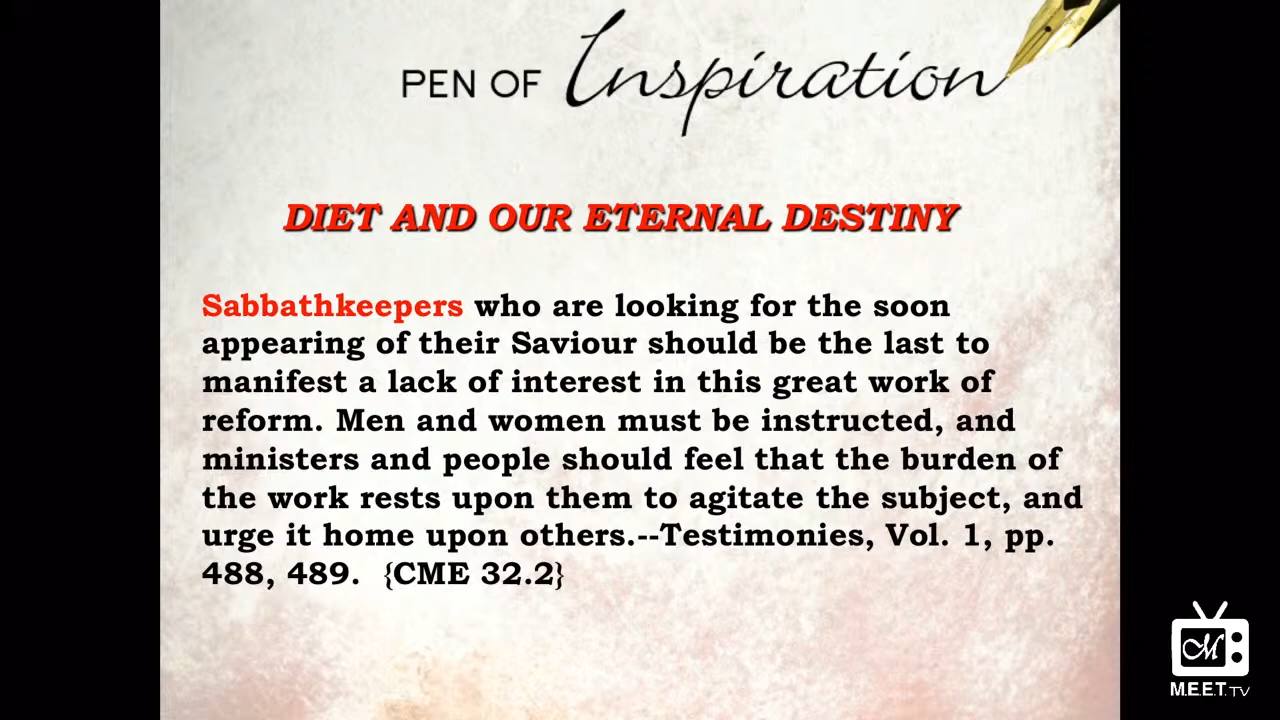 PEN OF Inspiration
DIET AND OUR ETERNAL DESTINY
Sabbathkeepers who are looking for the soon
appearing of their Saviour should be the last to
manifest a lack of interest in this great work of
reform. Men and women must be instructed, and
ministers and people should feel that the burden of
the work rests upon them to agitate the subject, and
urge it home upon others.--Testimonies, Vol. 1, pp.
488, 489.  {CME 32.2}
M
M.E.E.T.TV